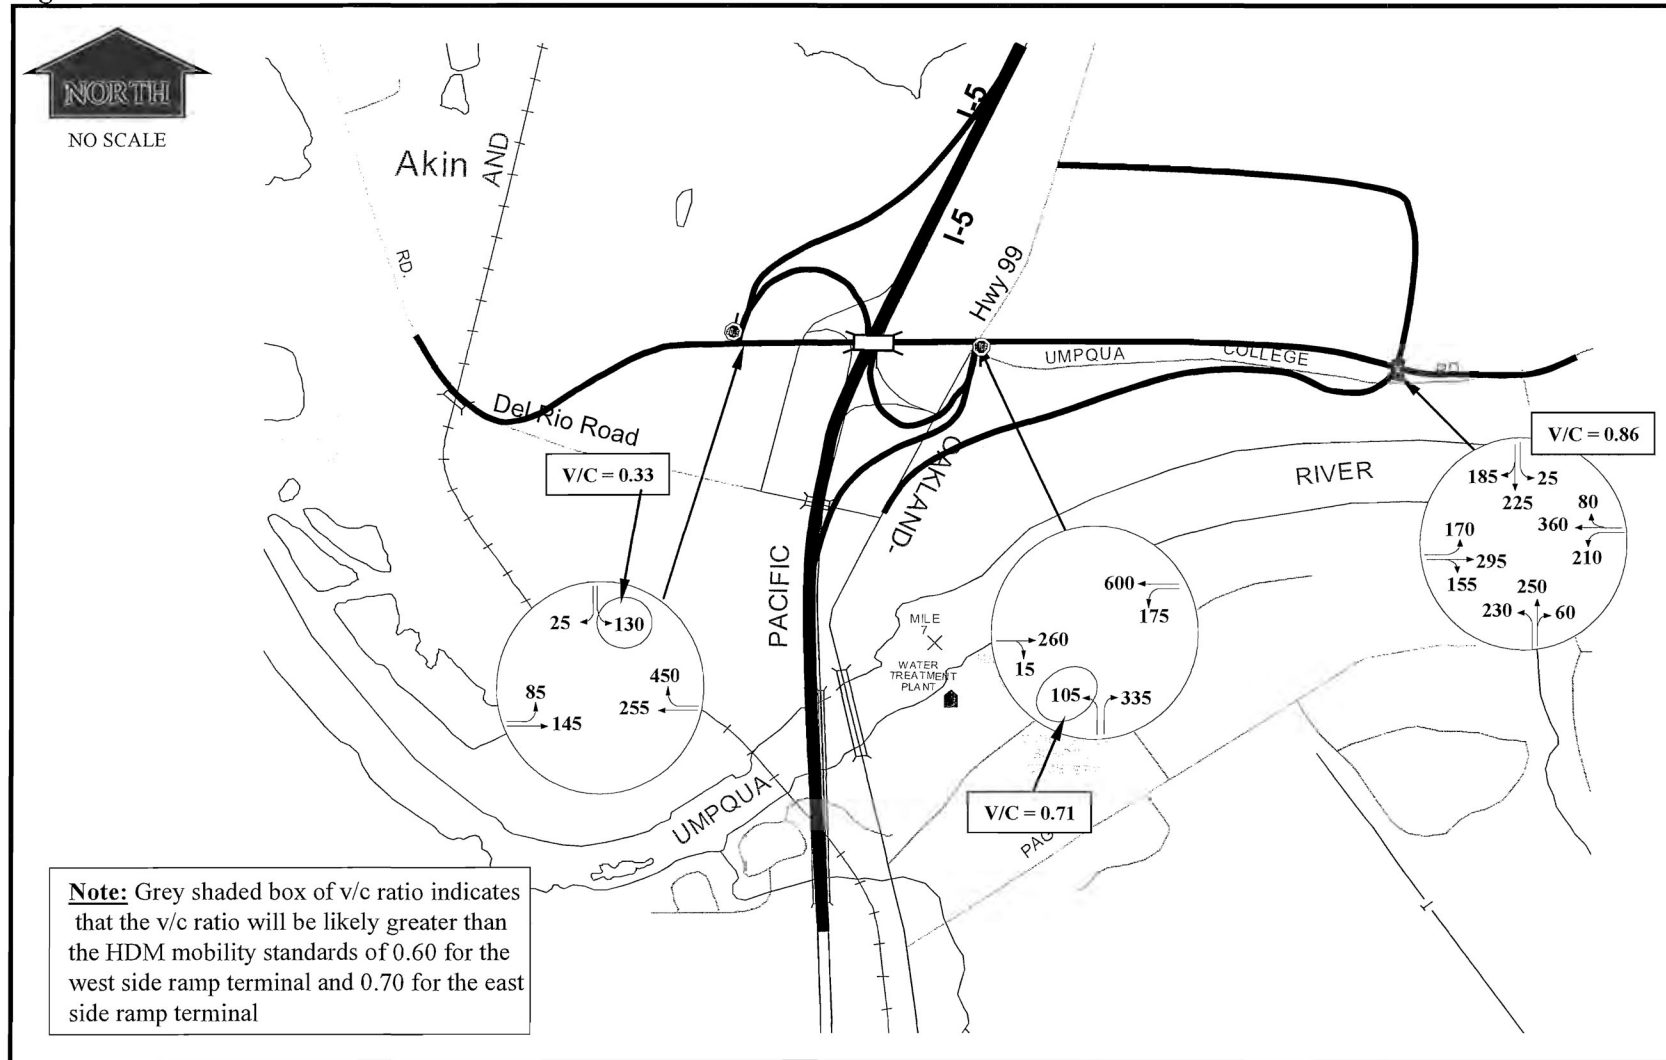 NORTH
NO SCALE
Akin
AND
I-5
I-5
RD.
Hwy 99
UMPQUA
COLLEGE
RD
Del Rio Road
V/C = 0.33
OAKLAND-
RIVER
V/C = 0.86
185
25
225
80
360
170
210
295
155
250
230
60
PACIFIC
25
130
450
85
255
145
MILE
7
WATER
TREATMENT
PLANT
600
175
260
15
105
335
V/C = 0.71
UMPQUA
Note: Grey shaded box of v/c ratio indicates
that the v/c ratio will be likely greater than
the HDM mobility standards of 0.60 for the
west side ramp terminal and 0.70 for the east
side ramp terminal